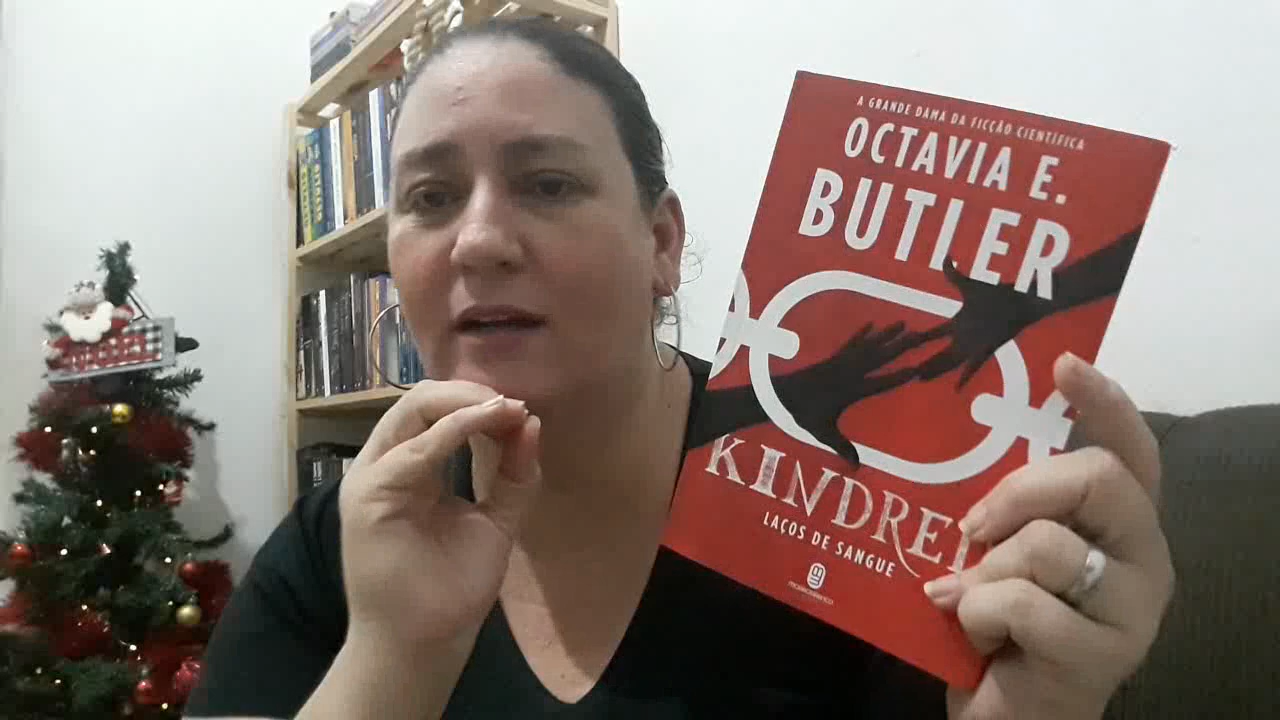 A GRANDE DAMA DA FICÇÃO CIENTÍFICA
OCTAVIA E.
BUTLER
KINDRED
LAÇOS DE SANGUE